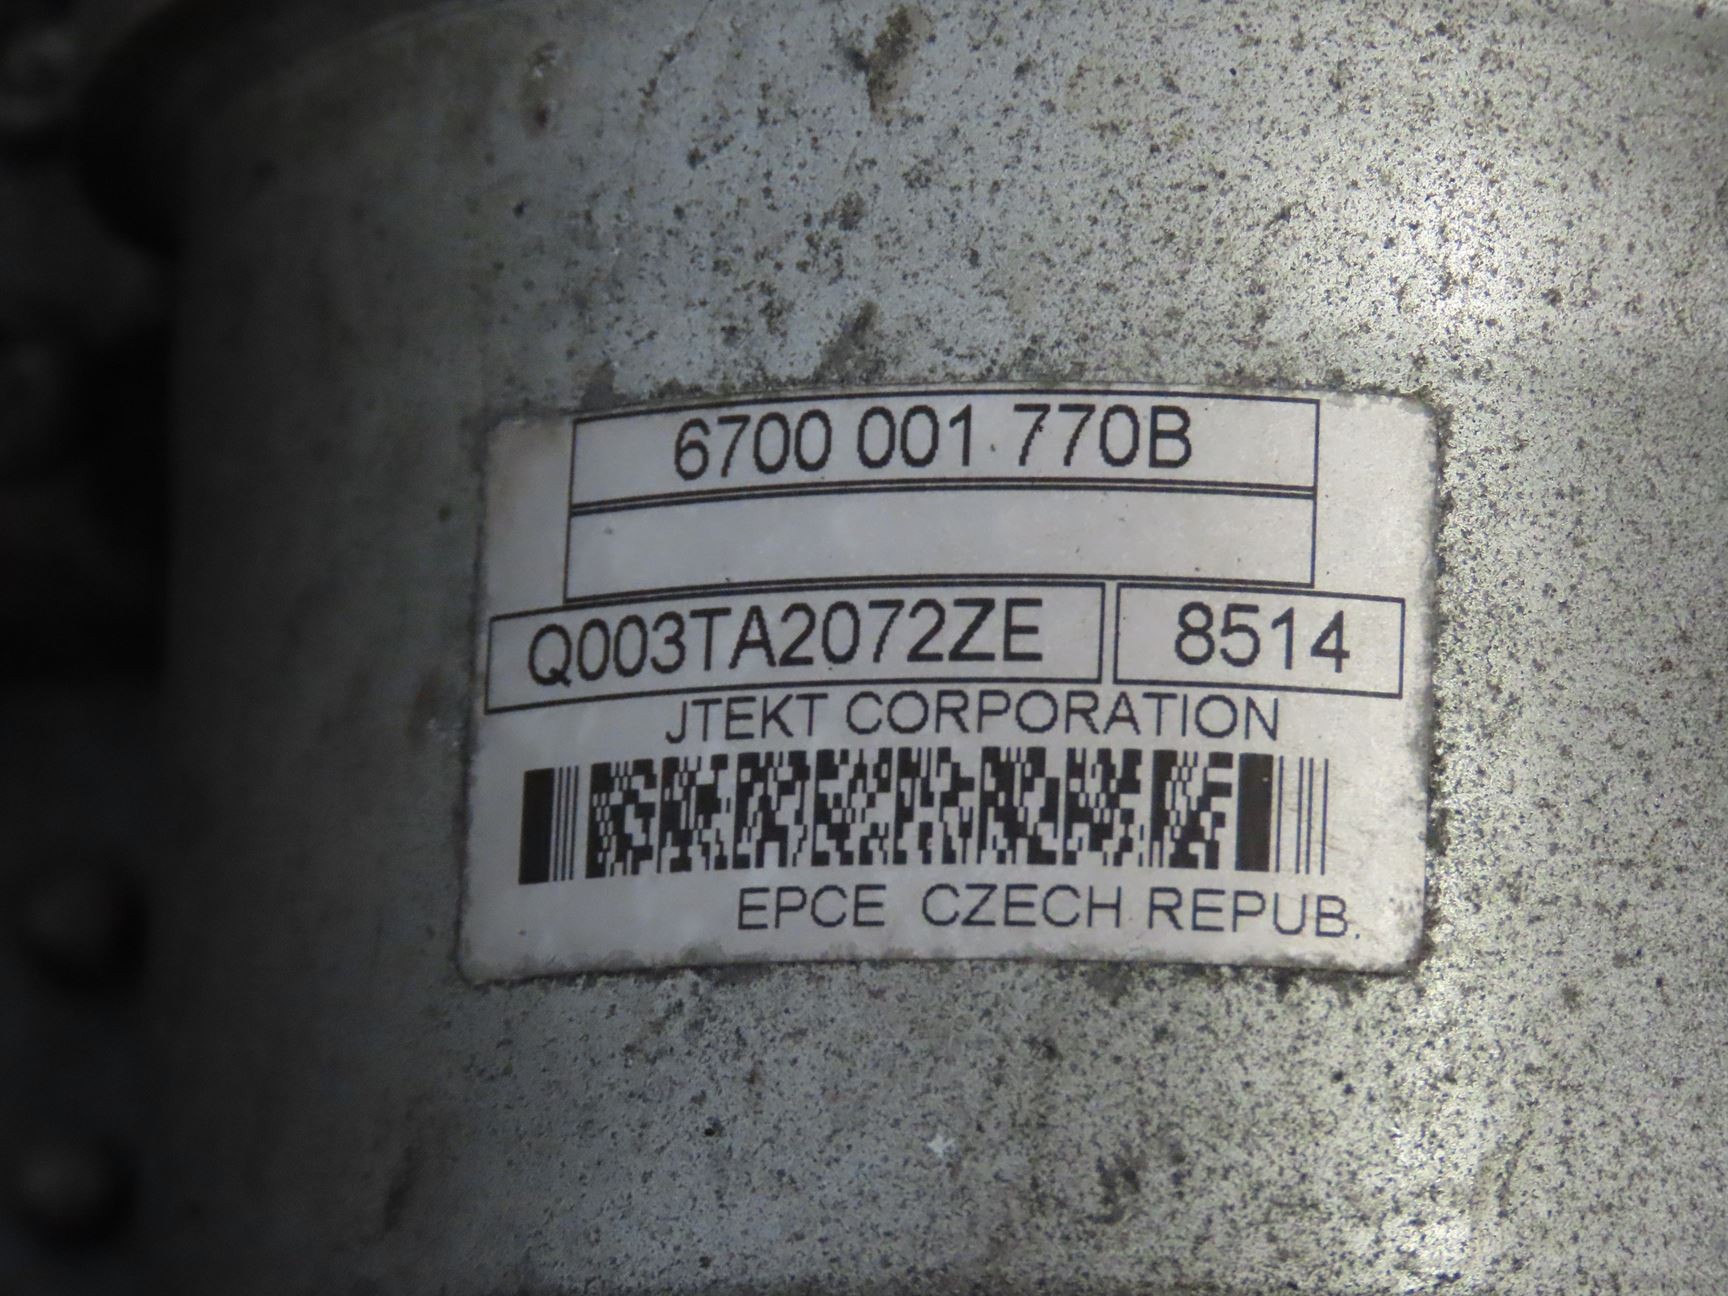 6700 001 770B
Q003TA2072ZE 8514
JTEKT CORPORATION
EPCE CZECH REPUB.